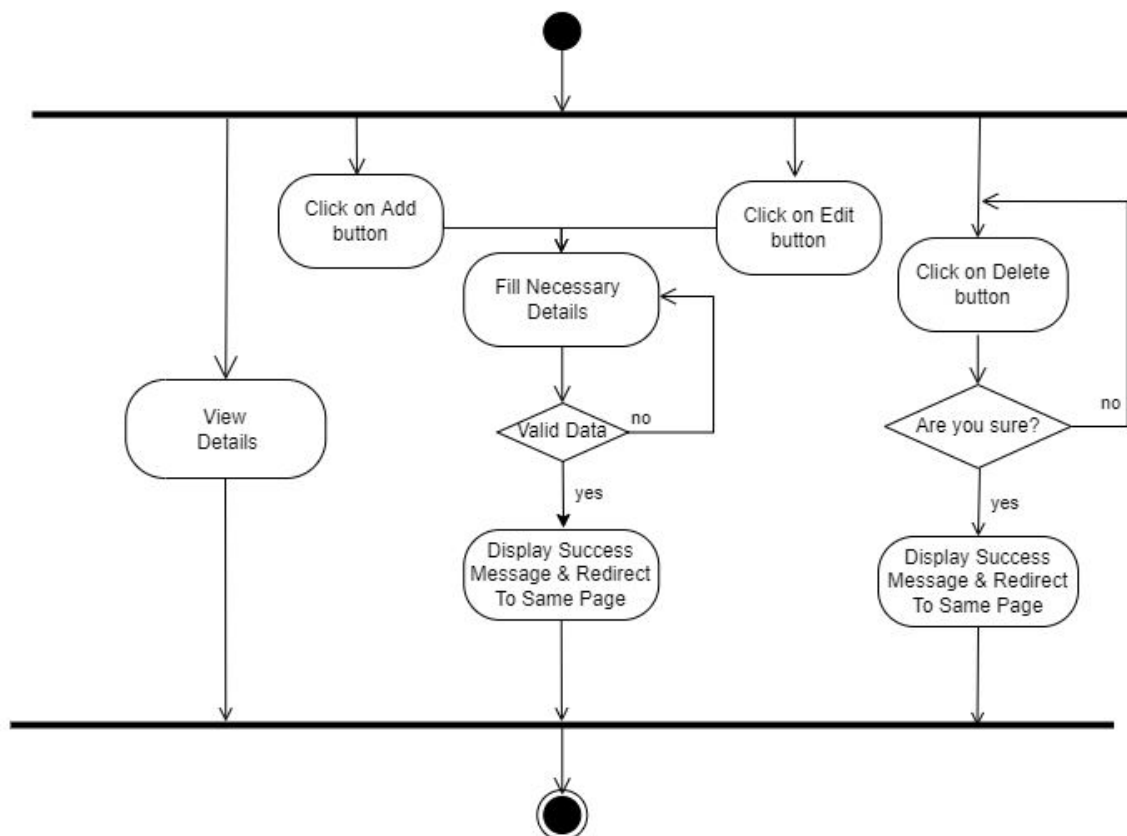 Click on Add
button
Click on Edit
button
Click on Delete
button
Fill Necessary
Details
View
Details
Valid Data
no
Are you sure?
no
yes
yes
Display Success
Message & Redirect
To Same Page
Display Success
Message & Redirect
To Same Page